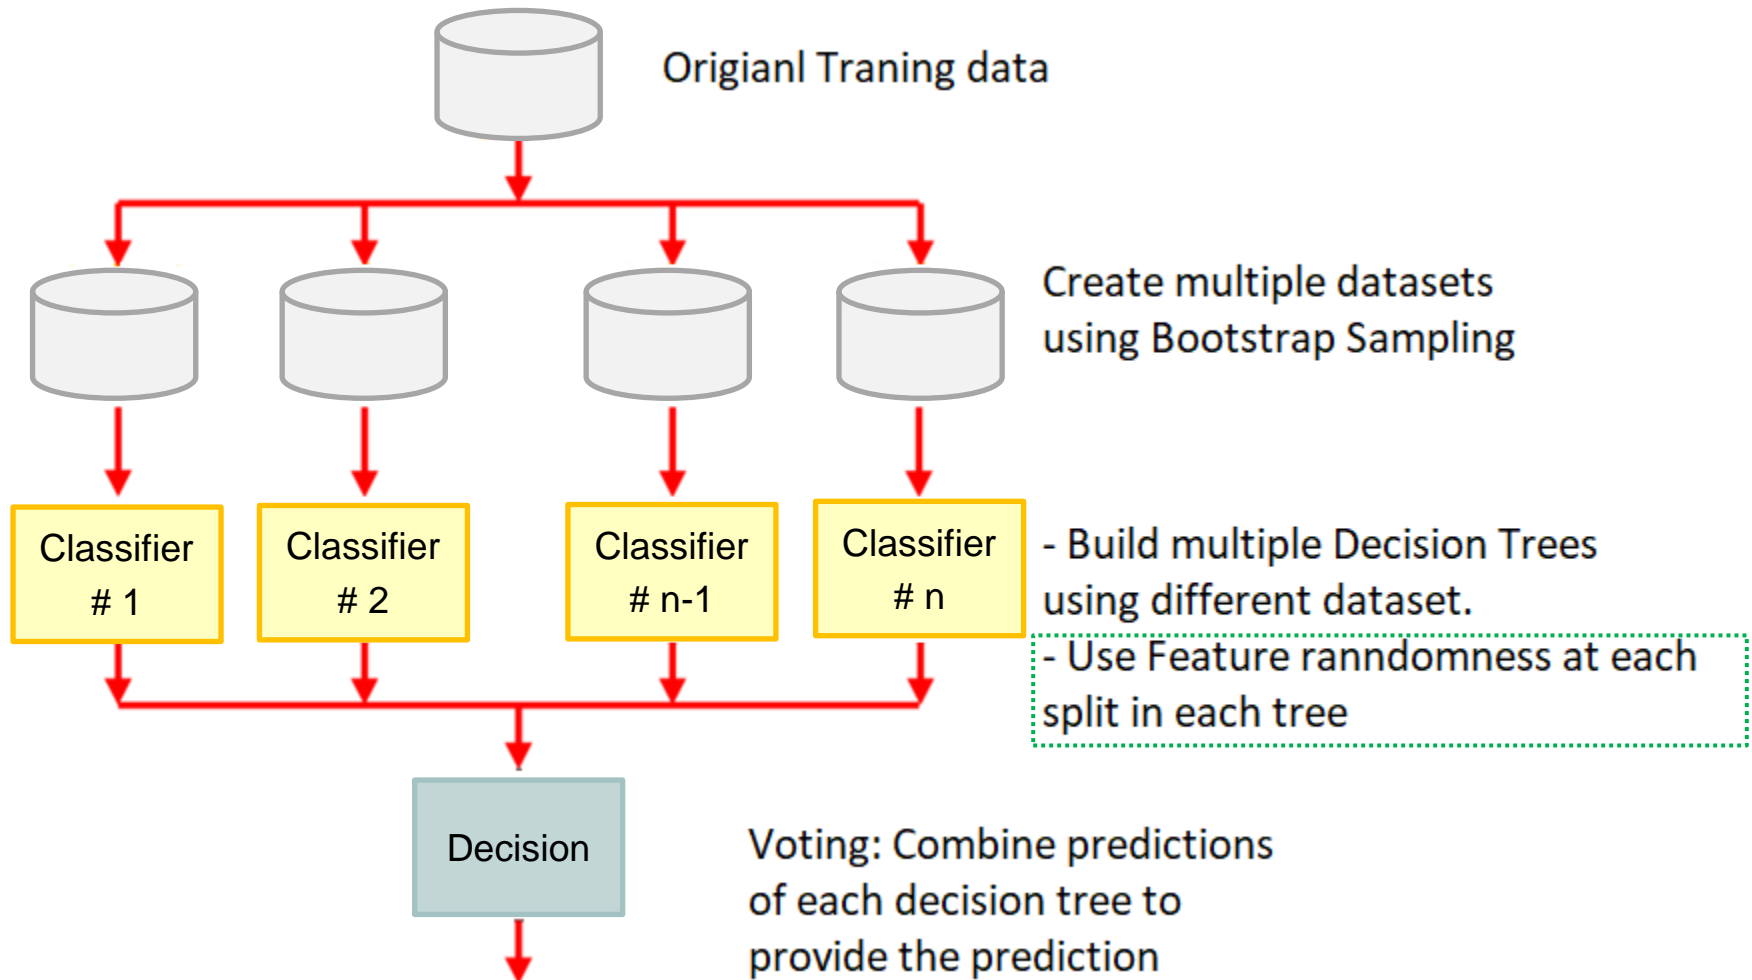 Origianl Traning data
Create multiple datasets
using Bootstrap Sampling
Classifier
# 1
Classifier
# 2
Classifier
# n-1
Classifier
# n
- Build multiple Decision Trees
using different dataset.
- Use Feature ranndomness at each
split in each tree
Decision
Voting: Combine predictions
of each decision tree to
provide the prediction